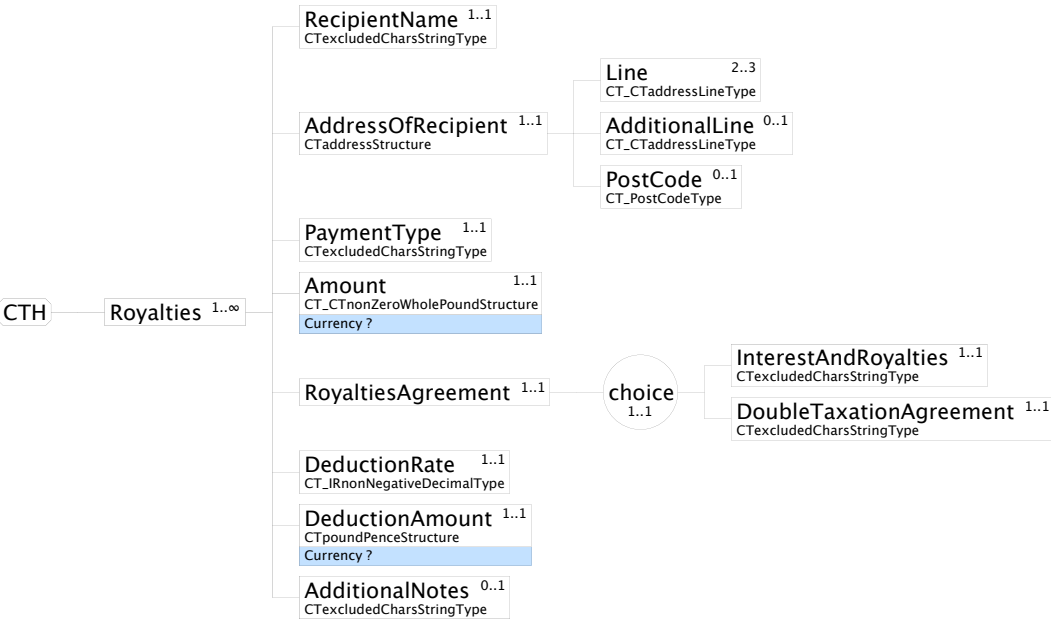 CTH
Royalties 1..∞
RecipientName 1..1
CTexcludedCharsStringType
AddressOfRecipient 1..1
CTaddressStructure
Line 2..3
CT_CTaddressLineType
AdditionalLine 0..1
CT_CTaddressLineType
PostCode 0..1
CT_PostCodeType
PaymentType 1..1
CTexcludedCharsStringType
Amount 1..1
CT_CTnonZeroWholePoundStructure
Currency ?
RoyaltiesAgreement 1..1
choice
1..1
InterestAndRoyalties 1..1
CTexcludedCharsStringType
DoubleTaxationAgreement 1..1
CTexcludedCharsStringType
DeductionRate 1..1
CT_IRnonNegativeDecimalType
DeductionAmount 1..1
CTpoundPenceStructure
Currency ?
AdditionalNotes 0..1
CTexcludedCharsStringType